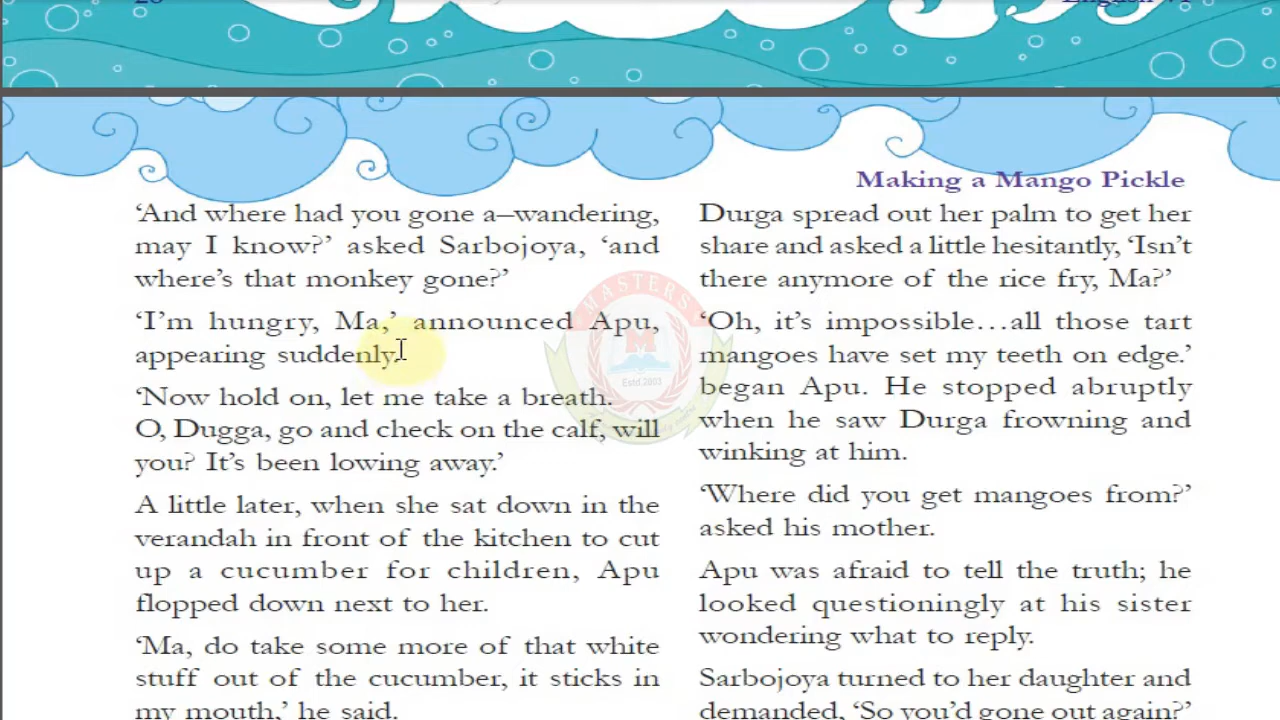 Making a Mango Pickle
‘And where had you gone a–wandering,
may I know?’ asked Sarbojoya, ‘and
where’s that monkey gone?’
‘I’m hungry, Ma,’ announced Apu,
appearing suddenly.
‘Now hold on, let me take a breath.
O, Dugga, go and check on the calf, will
you? It’s been lowing away.’
A little later, when she sat down in the
verandah in front of the kitchen to cut
up a cucumber for children, Apu
flopped down next to her.
‘Ma, do take some more of that white
stuff out of the cucumber, it sticks in
my mouth,’ he said.
Durga spread out her palm to get her
share and asked a little hesitantly, ‘Isn’t
there anymore of the rice fry, Ma?’
‘Oh, it’s impossible...all those tart
mangoes have set my teeth on edge.’
began Apu. He stopped abruptly
when he saw Durga frowning and
winking at him.
‘Where did you get mangoes from?’
asked his mother.
Apu was afraid to tell the truth; he
looked questioningly at his sister
wondering what to reply.
Sarbojoya turned to her daughter and
demanded, ‘So you’d gone out again?’
MASTERS
M
Estd 2003